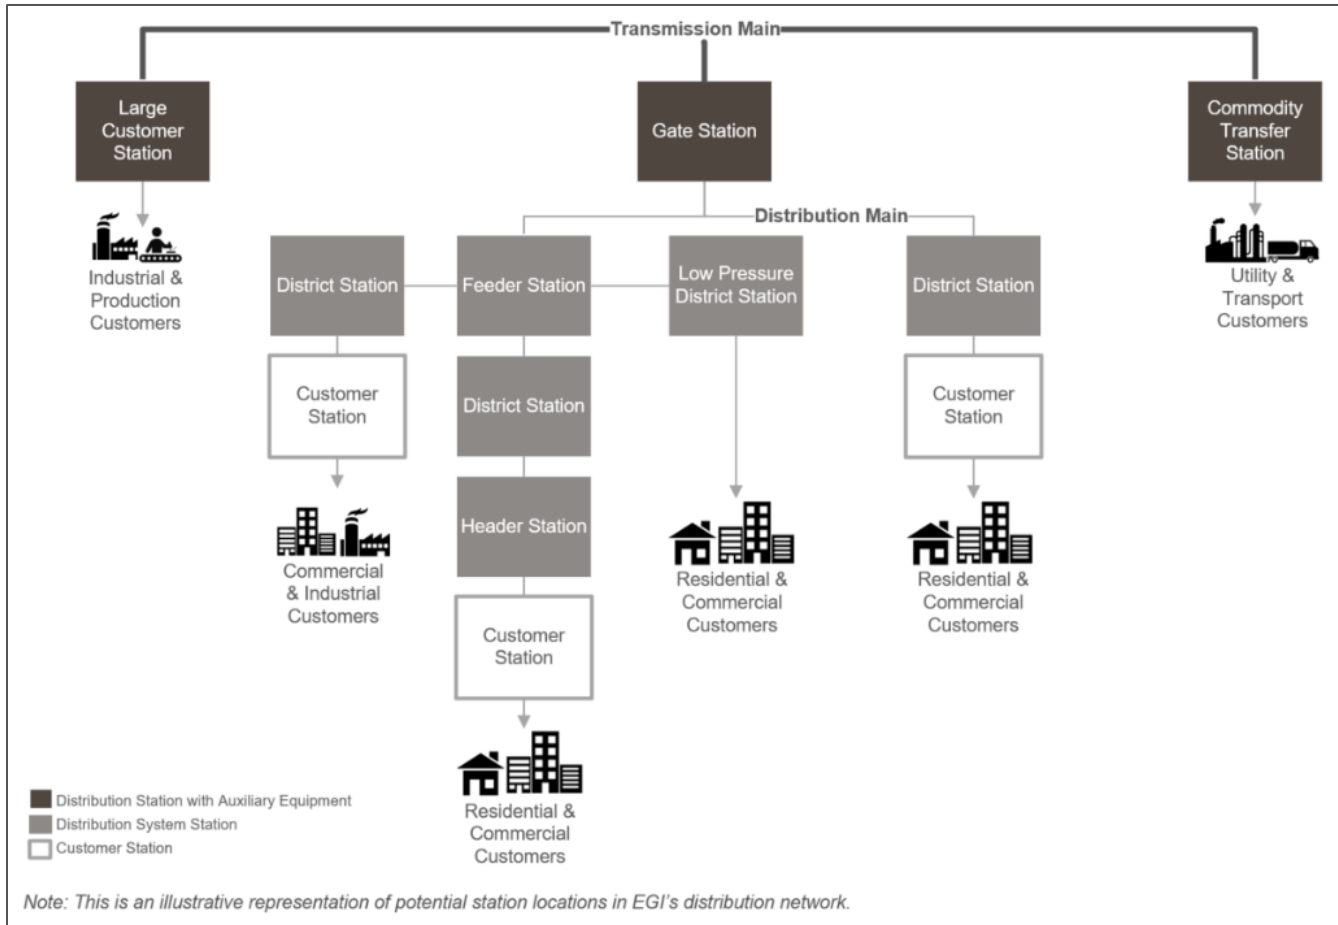 Transmission Main
Large
Customer
Station
Gate Station
Commodity
Transfer
Station
Industrial &
Production
Customers
Utility &
Transport
Customers
Distribution Main
District Station
Feeder Station
Low Pressure
District Station
District Station
Customer
Station
District Station
Customer
Station
Header Station
Commercial
& Industrial
Customers
Residential &
Commercial
Customers
Residential &
Commercial
Customers
Customer
Station
Residential &
Commercial
Customers
Distribution Station with Auxiliary Equipment
Distribution System Station
Customer Station
Note: This is an illustrative representation of potential station locations in EGI's distribution network.